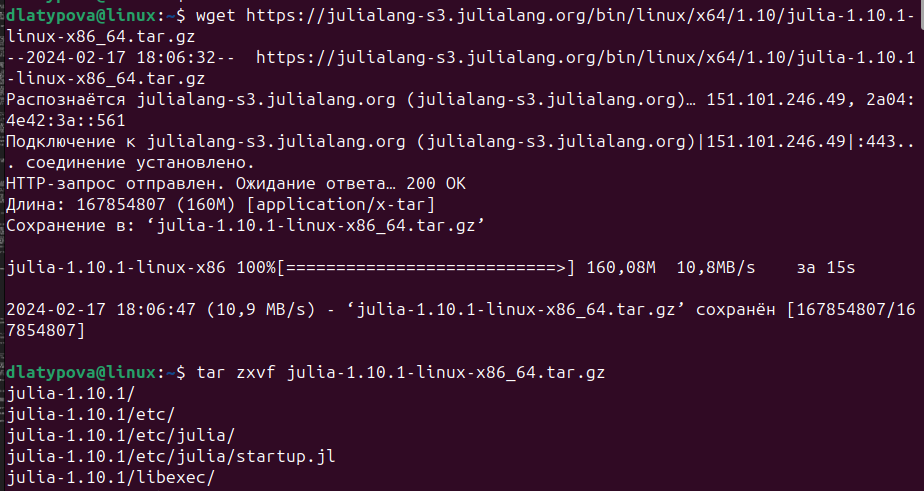 dlatypova@linux:~$ wget https://julialang-s3.julialang.org/bin/linux/x64/1.10/julia-1.10.1-
linux-x86_64.tar.gz
--2024-02-17 18:06:32--  https://julialang-s3.julialang.org/bin/linux/x64/1.10/julia-1.10.1
-linux-x86_64.tar.gz
Распознаётся julialang-s3.julialang.org (julialang-s3.julialang.org)… 151.101.246.49, 2a04:
4e42:3a::561
Подключение к julialang-s3.julialang.org (julialang-s3.julialang.org)|151.101.246.49|:443..
. соединение установлено.
HTTP-запрос отправлен. Ожидание ответа… 200 OK
Длина: 167854807 (160M) [application/x-tar]
Сохранение в: ‘julia-1.10.1-linux-x86_64.tar.gz’
julia-1.10.1-linux-x86 100%[===========================>] 160,08M  10,8MB/s    за 15s
2024-02-17 18:06:47 (10,9 MB/s) - ‘julia-1.10.1-linux-x86_64.tar.gz’ сохранён [167854807/16
7854807]
dlatypova@linux:~$ tar zxvf julia-1.10.1-linux-x86_64.tar.gz
julia-1.10.1/
julia-1.10.1/etc/
julia-1.10.1/etc/julia/
julia-1.10.1/etc/julia/startup.jl
julia-1.10.1/libexec/